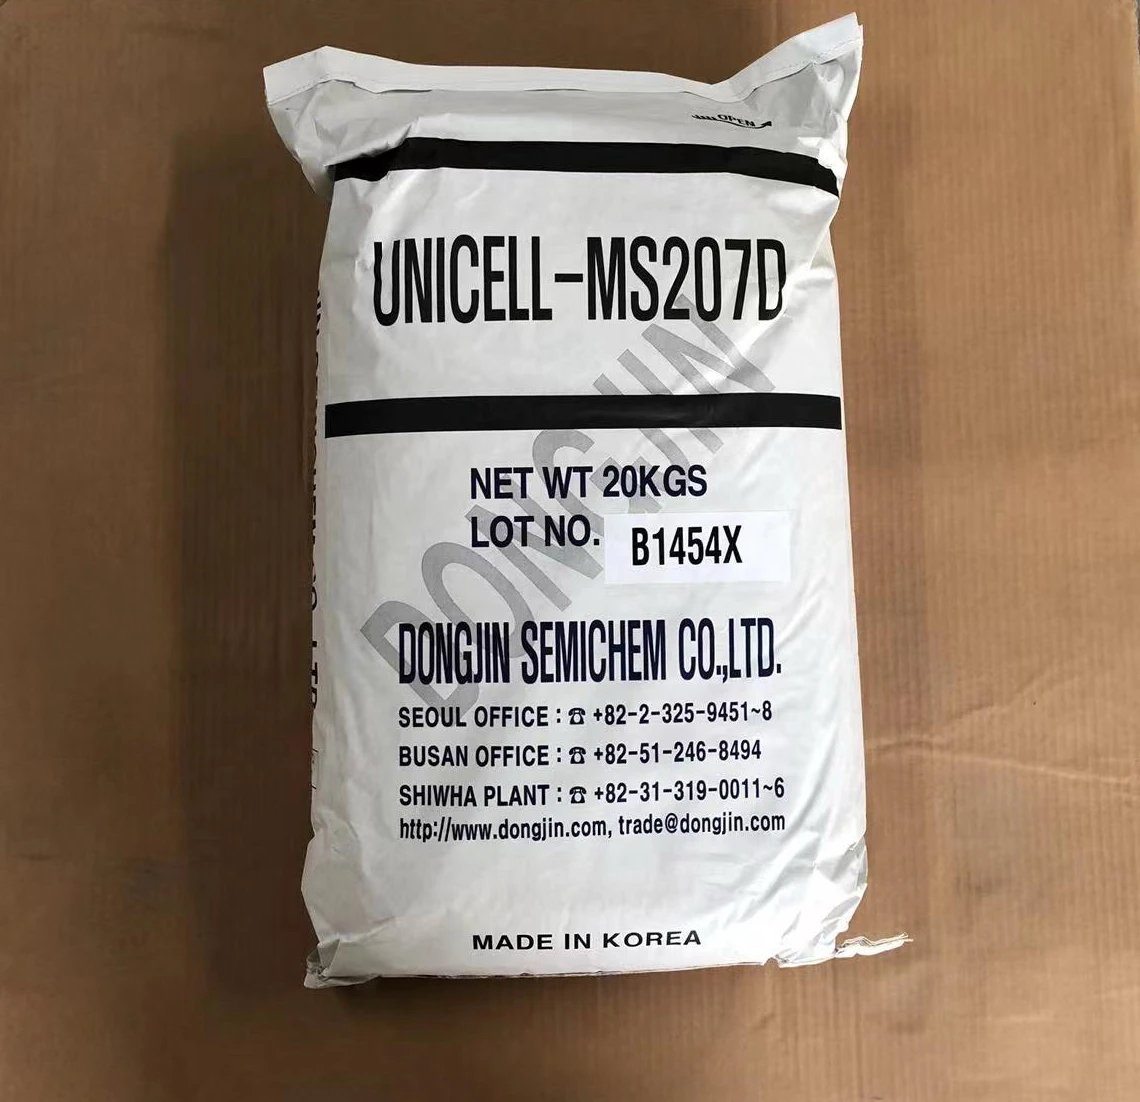 OPEN
UNICELL-MS207D
DONGJIN
NET WT 20KGS
LOT NO. B1454X
DONGJIN SEMICHEM CO.,LTD.
SEOUL OFFICE : ☎ +82-2-325-9451~8
BUSAN OFFICE : ☎ +82-51-246-8494
SHIWHA PLANT : ☎ +82-31-319-0011~6
http://www.dongjin.com, trade@dongjin.com
MADE IN KOREA